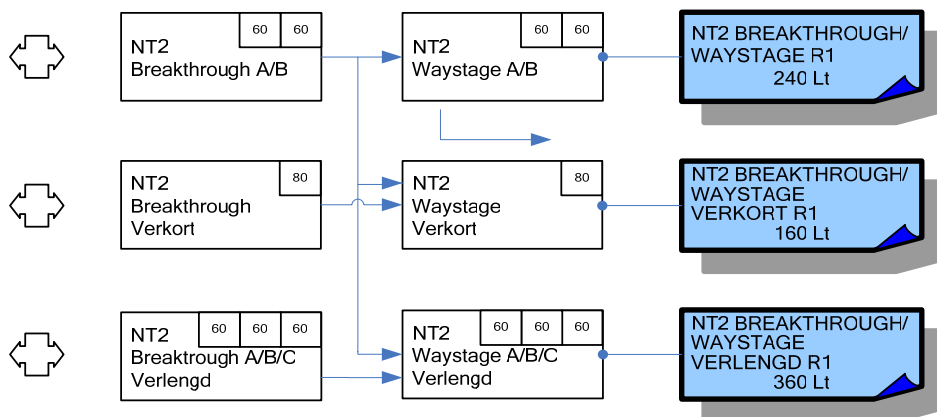 60 60
NT2
Breakthrough A/B
60 60
NT2
Waystage A/B
NT2 BREAKTHROUGH/
WAYSTAGE R1
240 Lt
80
NT2
Breakthrough
Verkort
80
NT2
Waystage
Verkort
NT2 BREAKTHROUGH/
WAYSTAGE
VERKORT R1
160 Lt
60 60 60
NT2
Breaktrough A/B/C
Verlengd
60 60 60
NT2
Waystage A/B/C
Verlengd
NT2 BREAKTHROUGH/
WAYSTAGE
VERLENGD R1
360 Lt